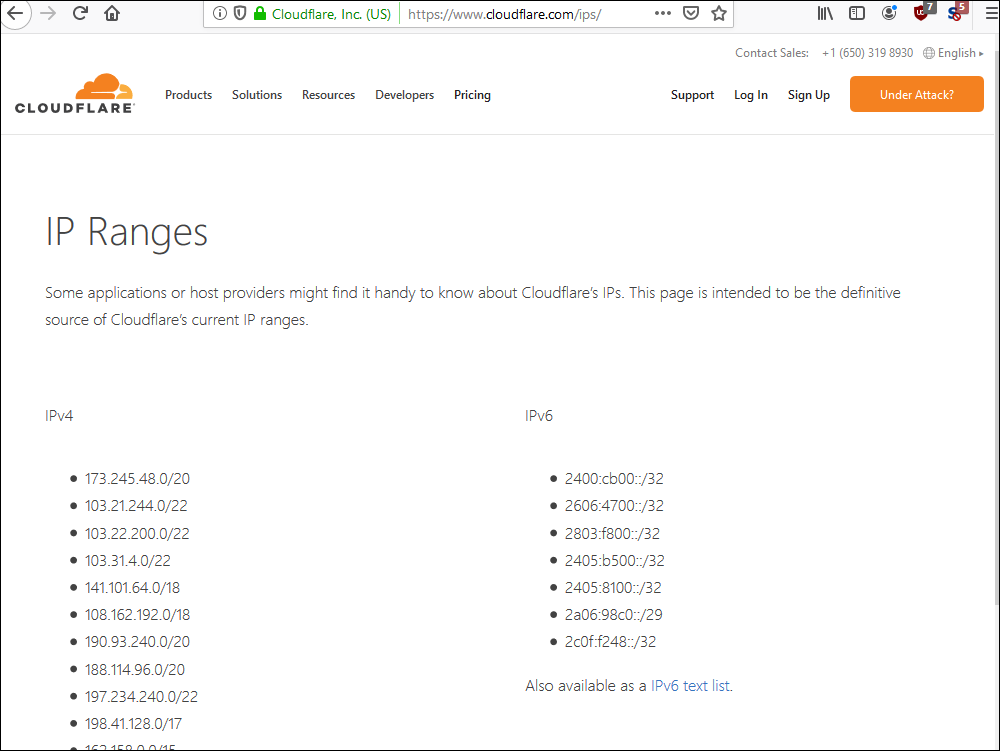 Cloudflare, Inc. (US) https://www.cloudflare.com/ips/
7
5
Contact Sales: +1 (650) 319 8930 English ▸
CLOUDFLARE
Products Solutions Resources Developers Pricing
Support Log In Sign Up Under Attack?
IP Ranges
Some applications or host providers might find it handy to know about Cloudflare’s IPs. This page is intended to be the definitive
source of Cloudflare’s current IP ranges.
IPv4
173.245.48.0/20
103.21.244.0/22
103.22.200.0/22
103.31.4.0/22
141.101.64.0/18
108.162.192.0/18
190.93.240.0/20
188.114.96.0/20
197.234.240.0/22
198.41.128.0/17
162.158.0.0/15
IPv6
2400:cb00::/32
2606:4700::/32
2803:f800::/32
2405:b500::/32
2405:8100::/32
2a06:98c0::/29
2c0f:f248::/32
Also available as a IPv6 text list.